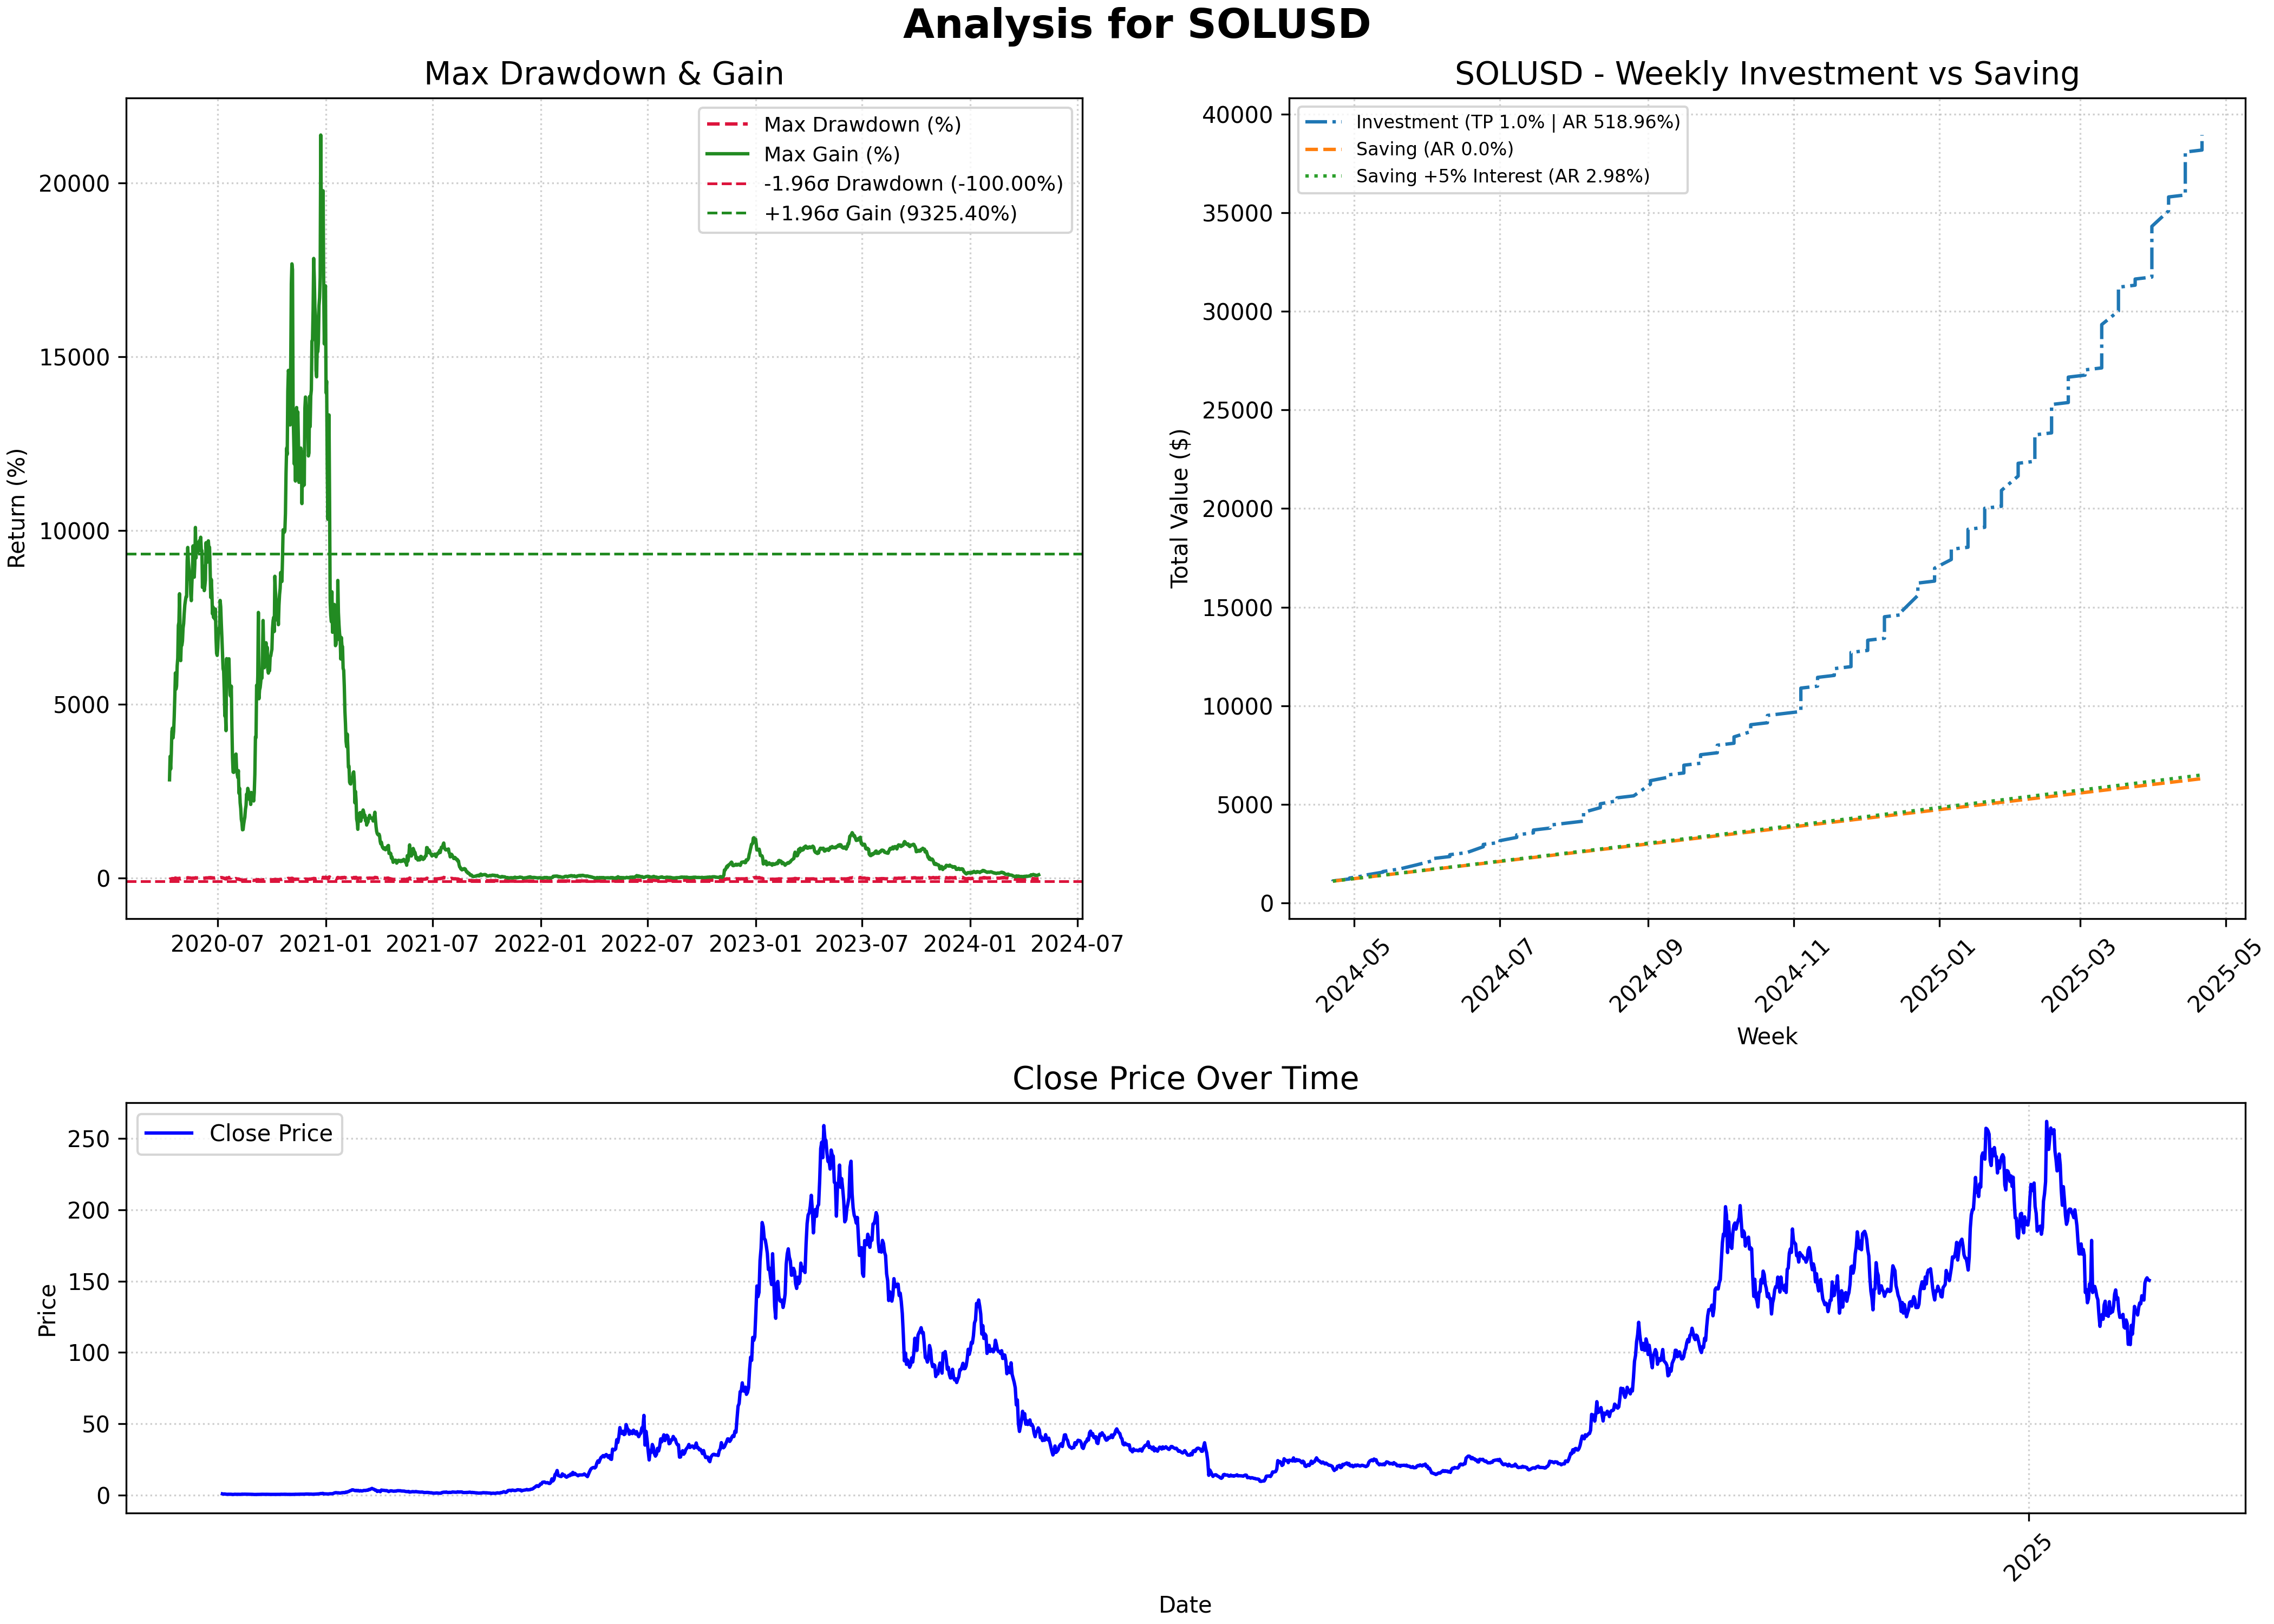 Analysis for SOLUSD
Max Drawdown & Gain
Return (%)
20000
15000
10000
5000
0
Max Drawdown (%)
Max Gain (%)
-1.96σ Drawdown (-100.00%)
+1.96σ Gain (9325.40%)
2020-07 2021-01 2021-07 2022-01 2022-07 2023-01 2023-07 2024-01 2024-07
SOLUSD - Weekly Investment vs Saving
Total Value ($)
40000
35000
30000
25000
20000
15000
10000
5000
0
Investment (TP 1.0% | AR 518.96%)
Saving (AR 0.0%)
Saving +5% Interest (AR 2.98%)
2024-05 2024-07 2024-09 2024-11 2025-01 2025-03 2025-05
Week
Close Price Over Time
Price
250
200
150
100
50
0
Close Price
2025
Date